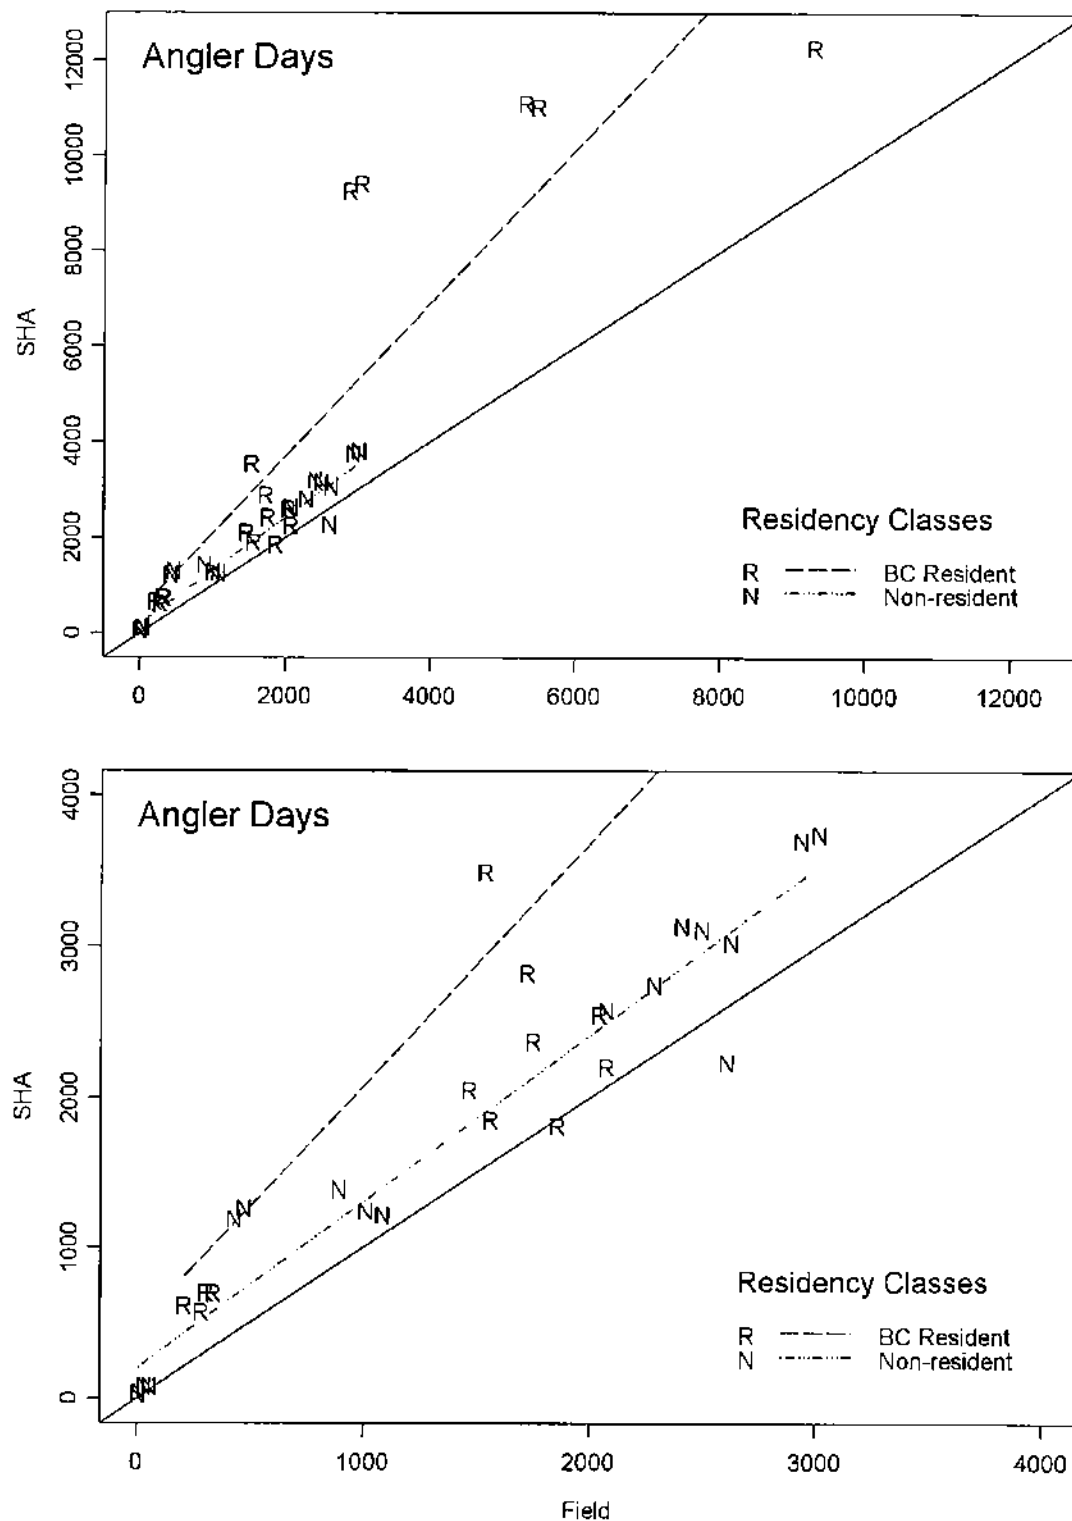 Angler Days
12000
10000
8000
6000
4000
2000
0
SHA
R
R R
R R
R
R
R
N N
N N
N
N
N
R
R
R
R
N
R
N
N N
N
Residency Classes
R BC Resident
N Non-resident
0 2000 4000 6000 8000 10000 12000
Angler Days
4000
3000
2000
1000
0
SHA
N N
R
N N
N
R
N
R N
R
R
N
R
R
R
N
N N
N
N N
R R
R R
N N
N
Residency Classes
R BC Resident
N Non-resident
0 1000 2000 3000 4000
Field